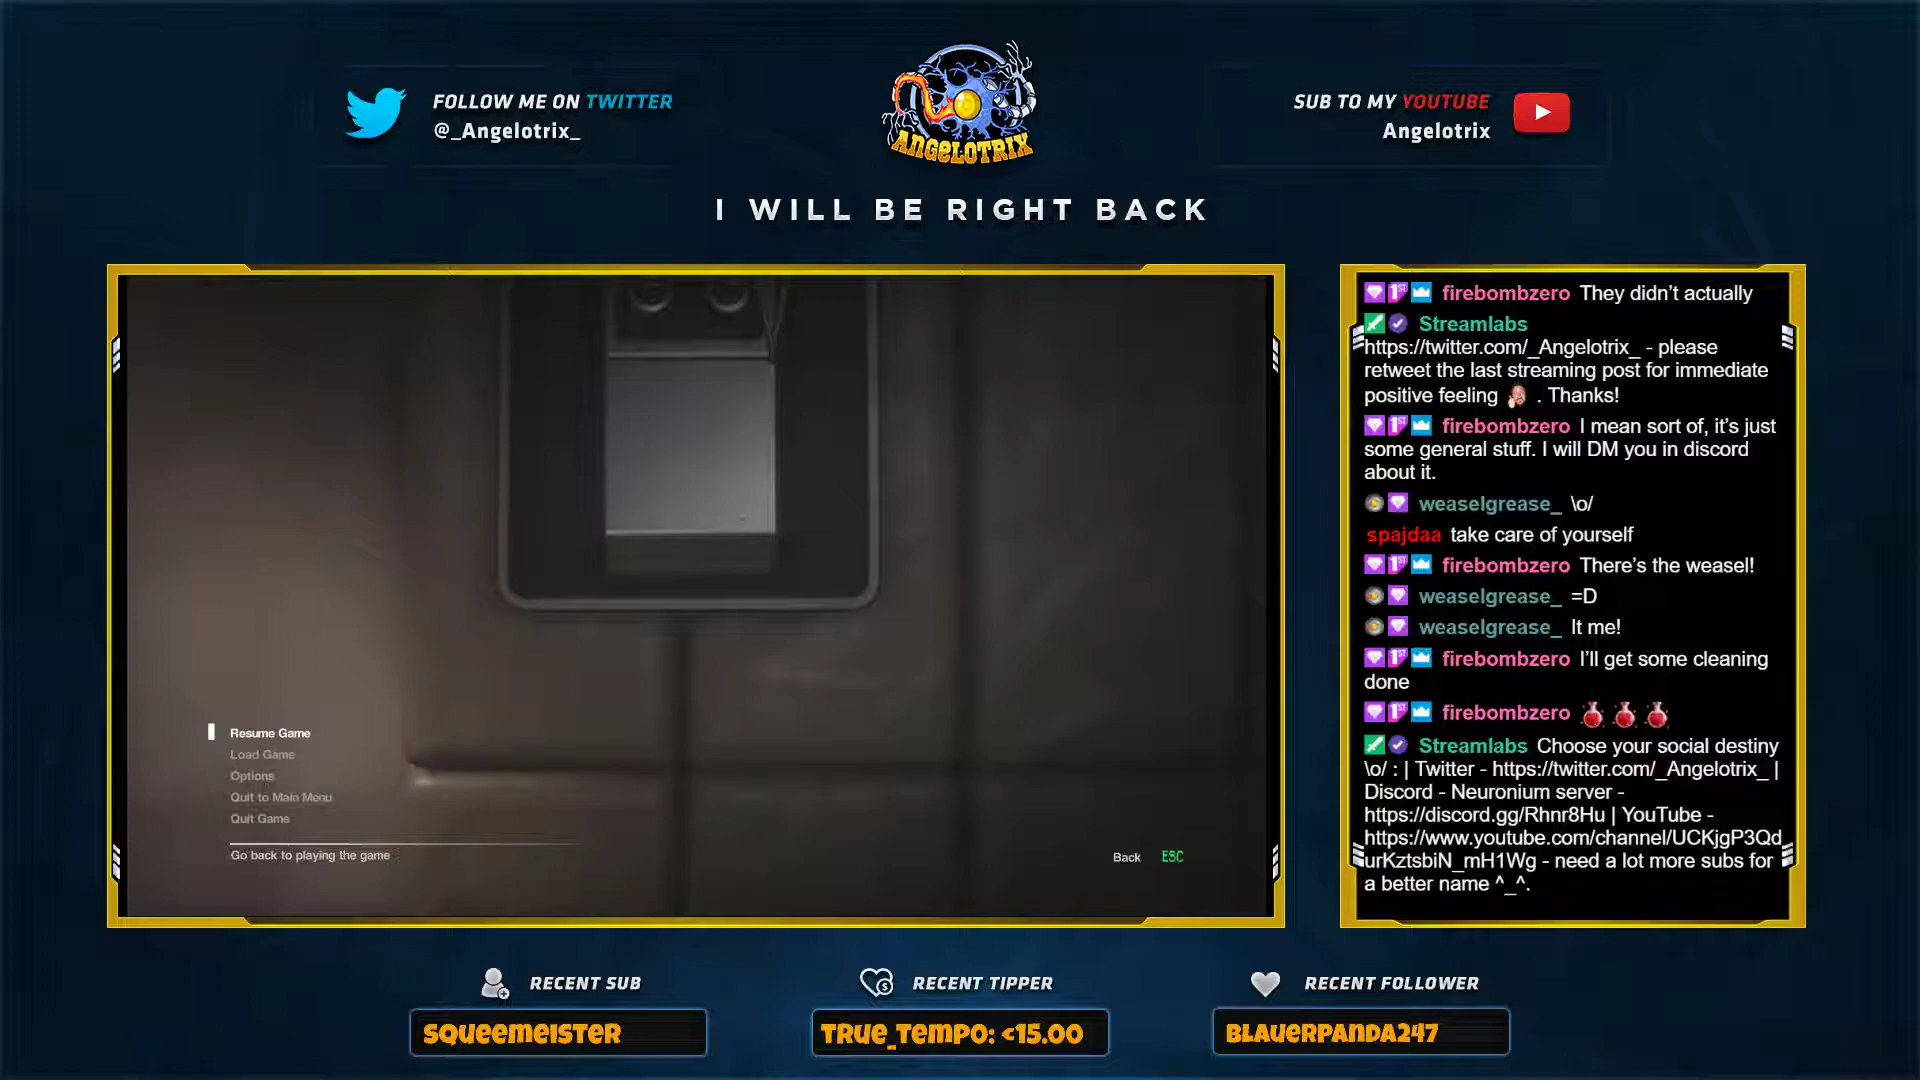 FOLLOW ME ON TWITTER
@_Angelotrix_
ANGELOTRIX
SUB TO MY YOUTUBE
Angelotrix
I WILL BE RIGHT BACK
Resume Game
Load Game
Options
Quit to Main Menu
Quit Game
Go back to playing the game
Back ESC
firebombzero They didn't actually
Streamlabs
https://twitter.com/_Angelotrix_ - please
retweet the last streaming post for immediate
positive feeling . Thanks!
firebombzero I mean sort of, it's just
some general stuff. I will DM you in discord
about it.
weaselgrease_ \o/
spajdaa take care of yourself
firebombzero There's the weasel!
weaselgrease_ =D
weaselgrease_ It me!
firebombzero I'll get some cleaning
done
firebombzero
Streamlabs Choose your social destiny
\o/ : | Twitter - https://twitter.com/_Angelotrix_ |
Discord - Neuronium server -
https://discord.gg/Rhnr8Hu | YouTube -
https://www.youtube.com/channel/UCKjgP3Qd
urKztsbiN_mH1Wg - need a lot more subs for
a better name ^_^.
RECENT SUB
squeemeister
RECENT TIPPER
True_Tempo: €15.00
RECENT FOLLOWER
blauerpanda247